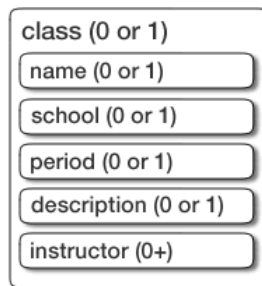 class (0 or 1)
name (0 or 1)
school (0 or 1)
period (0 or 1)
description (0 or 1)
instructor (0+)